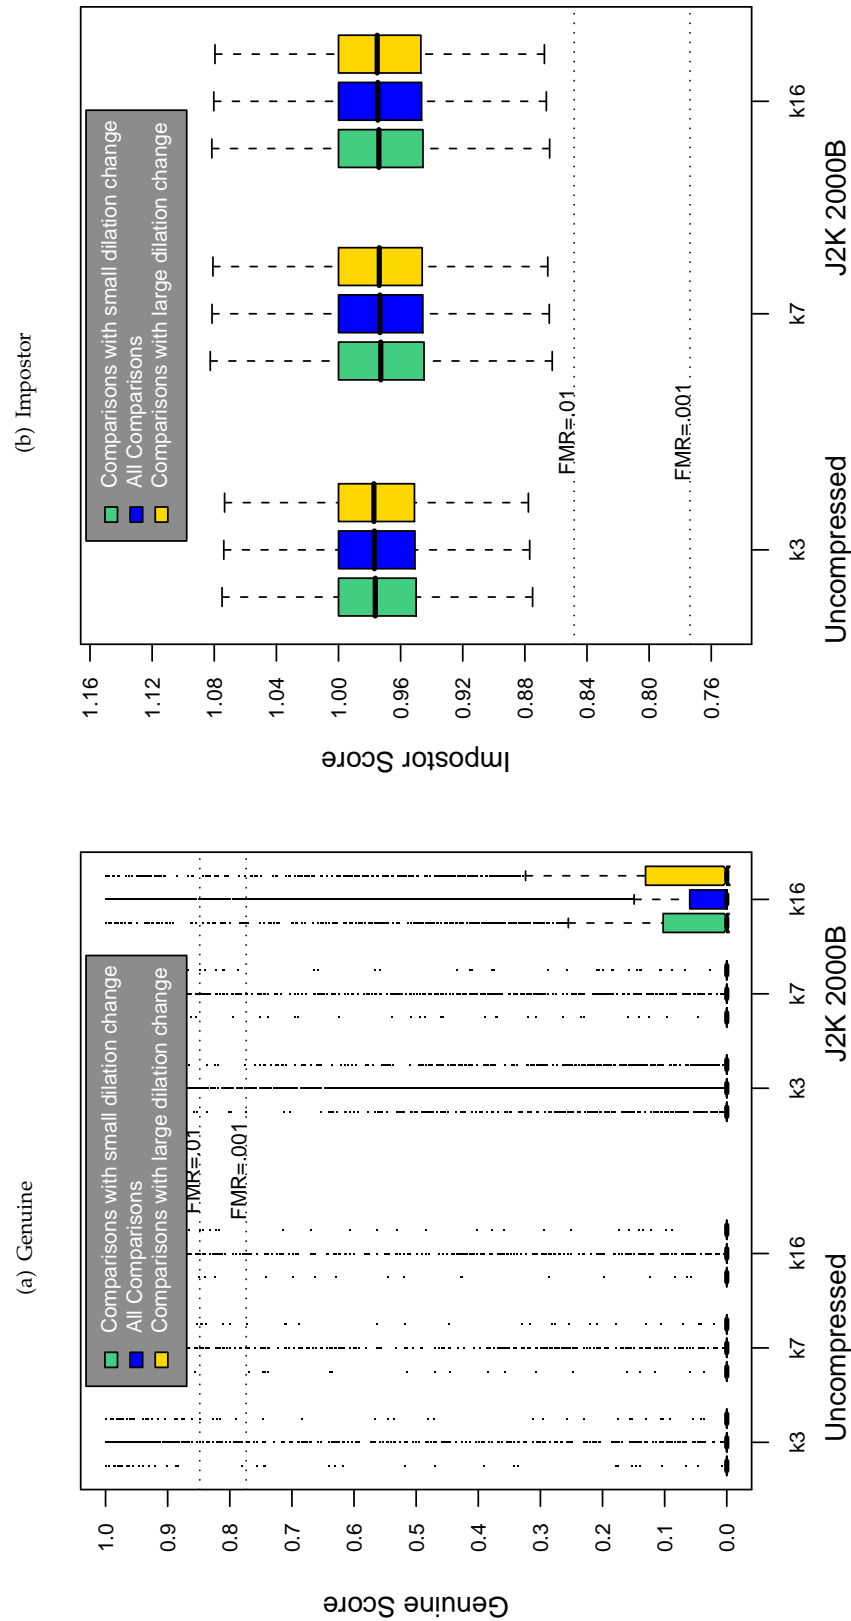 (a) Genuine
Genuine Score
1.0
0.9
0.8
0.7
0.6
0.5
0.4
0.3
0.2
0.1
0.0
Comparisons with small dilation change
All Comparisons
Comparisons with large dilation change
FMR=.01
FMR=.001
k3
k7
k16
k3
k7
k16
Uncompressed
J2K 2000B
(b) Impostor
Impostor Score
1.16
1.12
1.08
1.04
1.00
0.96
0.92
0.88
0.84
0.80
0.76
Comparisons with small dilation change
All Comparisons
Comparisons with large dilation change
FMR=.01
FMR=.001
k3
k7
k16
Uncompressed
J2K 2000B